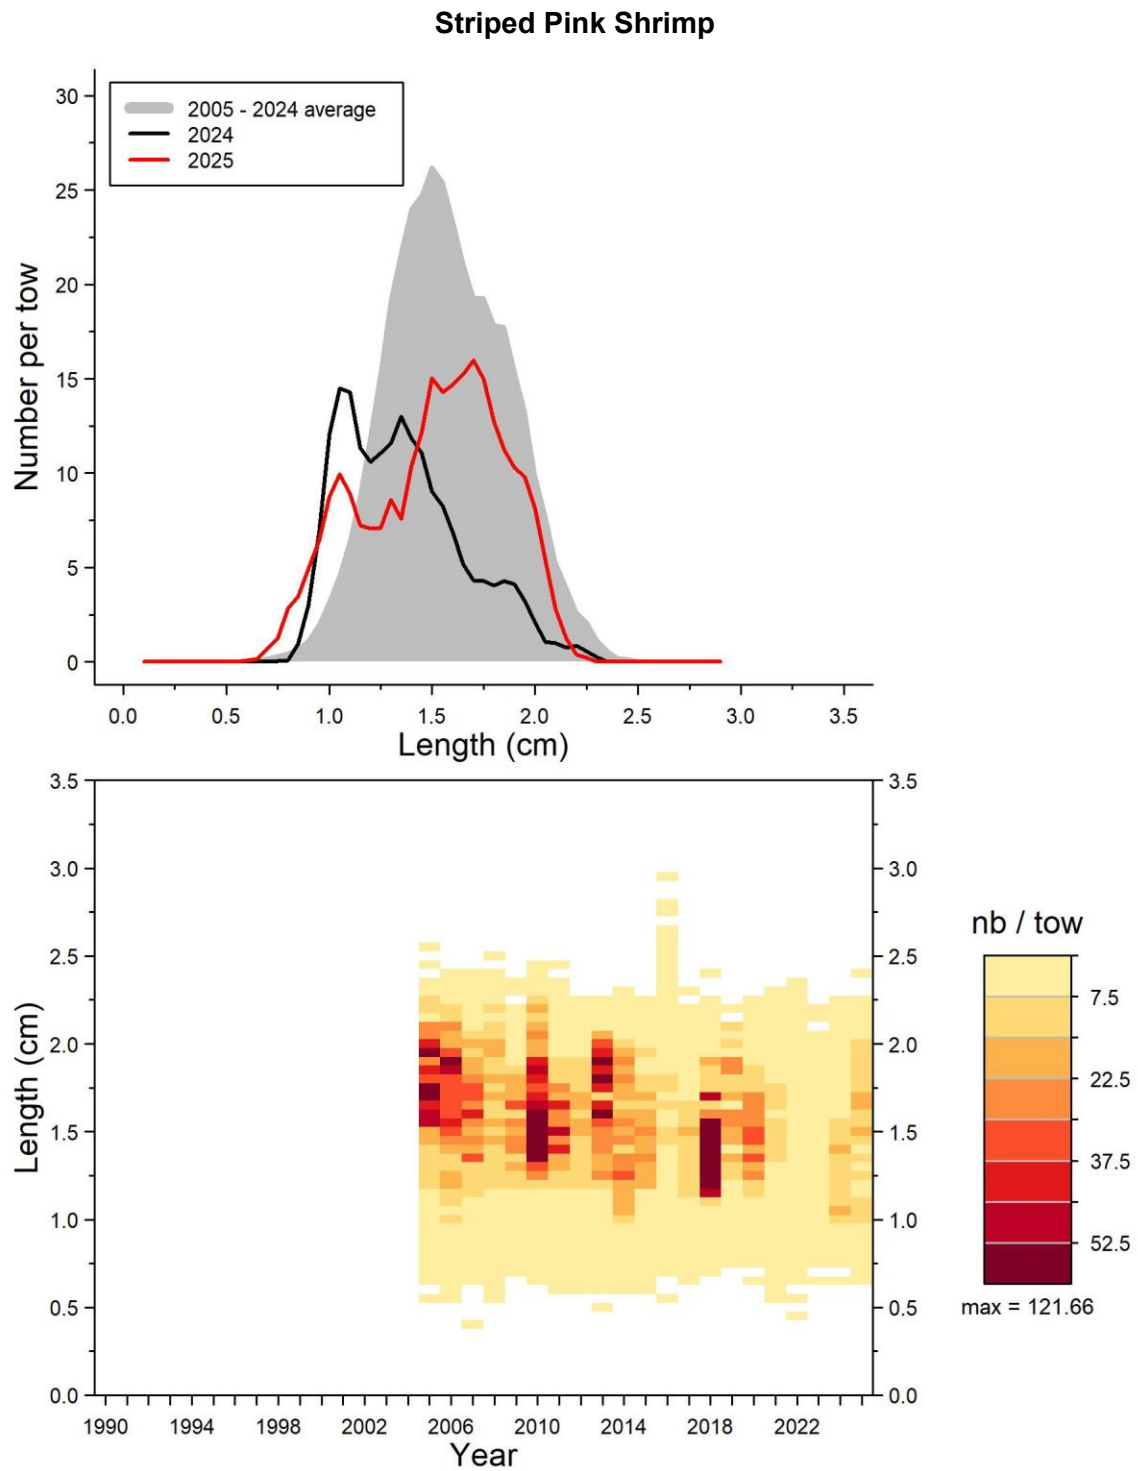 Striped Pink Shrimp
2005 - 2024 average
2024
2025
Number per tow
30
25
20
15
10
5
0
0.0 0.5 1.0 1.5 2.0 2.5 3.0 3.5
Length (cm)
Length (cm)
3.5 3.5
3.0 3.0
2.5 2.5
2.0 2.0
1.5 1.5
1.0 1.0
0.5 0.5
0.0 0.0
1990 1994 1998 2002 2006 2010 2014 2018 2022
Year
nb / tow
7.5
22.5
37.5
52.5
max = 121.66